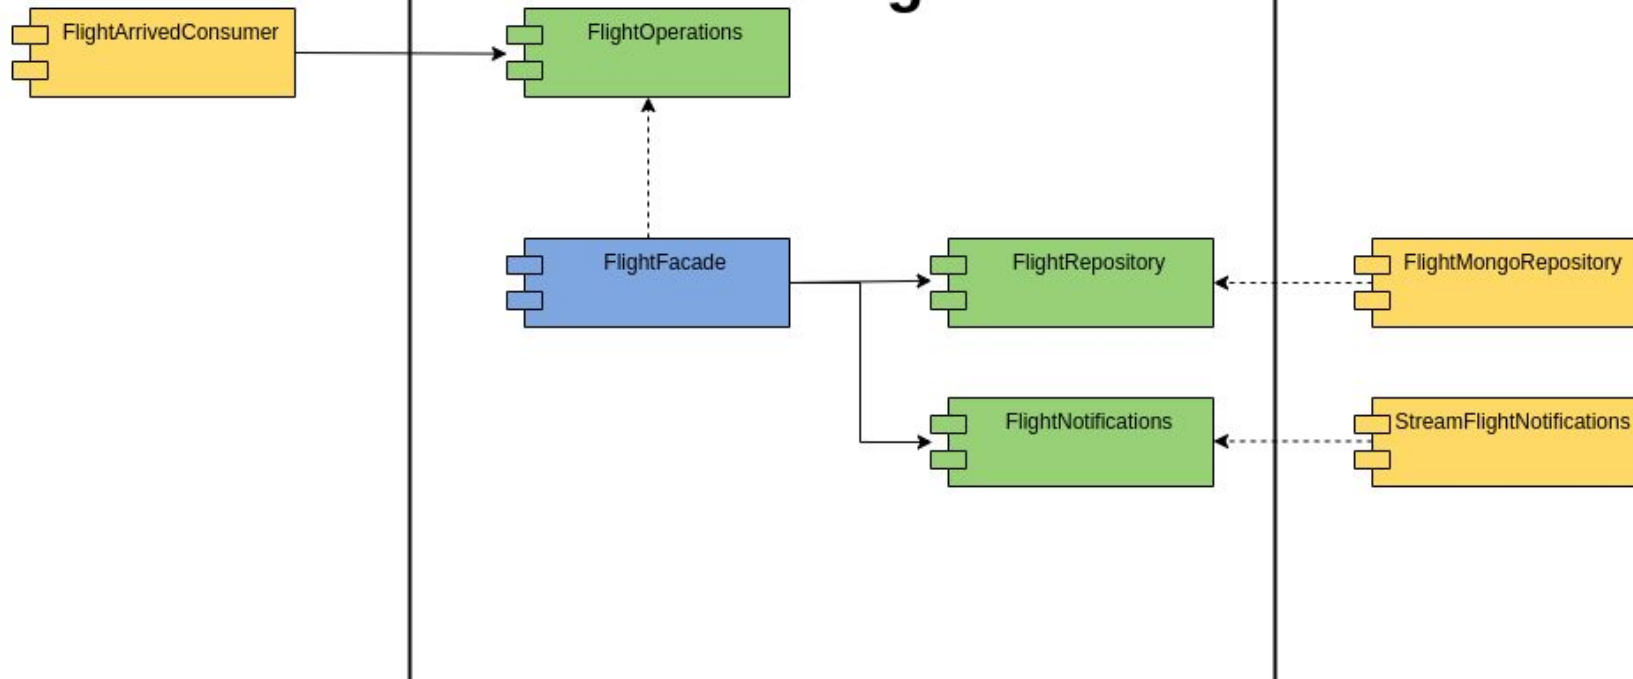 FlightArrivedConsumer
FlightOperations
FlightFacade
FlightRepository
FlightMongoRepository
FlightNotifications
StreamFlightNotifications